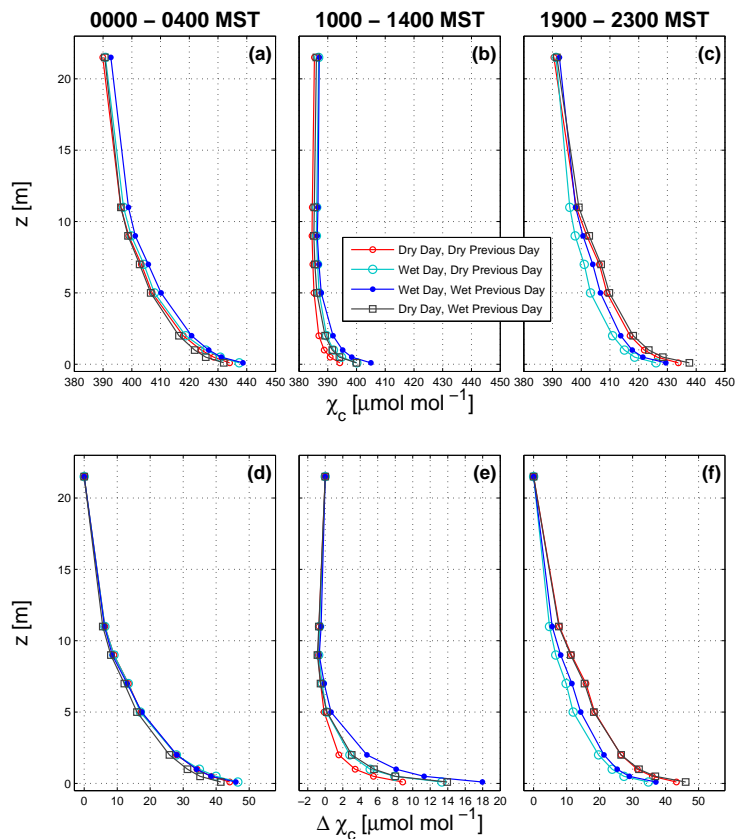 0000 – 0400 MST
1000 – 1400 MST
1900 – 2300 MST
(a)
(b)
(c)
z [m]
20
15
10
5
0
380 390 400 410 420 430 440 450
380 390 400 410 420 430 440
380 390 400 410 420 430 440 450
Dry Day, Dry Previous Day
Wet Day, Dry Previous Day
Wet Day, Wet Previous Day
Dry Day, Wet Previous Day
χc [μmol mol −1]
(d)
(e)
(f)
z [m]
20
15
10
5
0
0 10 20 30 40 50
−2 0 2 4 6 8 10 12 14 16 18 20
0 10 20 30 40 50
Δ χc [μmol mol −1]